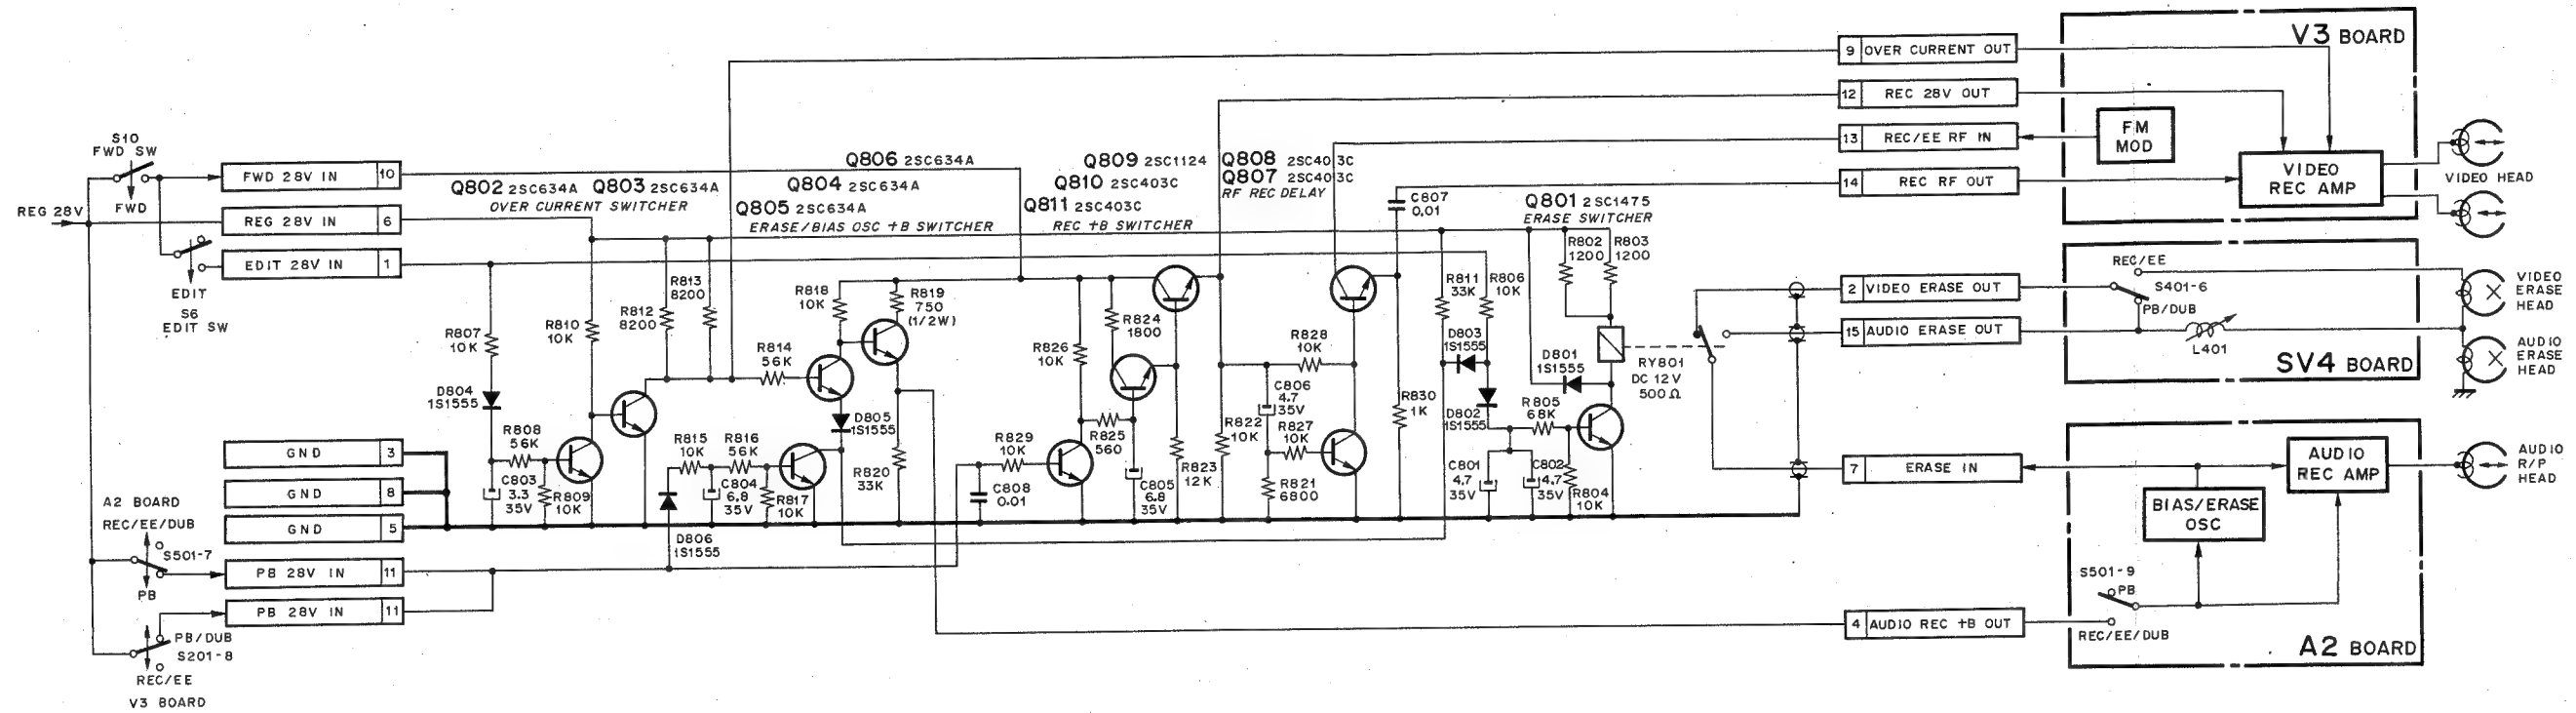 V3 BOARD
9 OVER CURRENT OUT
12 REC 28V OUT
13 REC/EE RF IN
14 REC RF OUT
FM
MOD
VIDEO
REC AMP
VIDEO HEAD
S10
FWD SW
FWD
REG 28V
FWD 28V IN 10
REG 28V IN 6
EDIT 28V IN 1
EDIT
S6
EDIT SW
Q802 2SC634A Q803 2SC634A
OVER CURRENT SWITCHER
Q806 2SC634A
Q804 2SC634A
Q805 2SC634A
ERASE/BIAS OSC +B SWITCHER
Q809 2SC1124
Q810 2SC403C
Q811 2SC403C
REC +B SWITCHER
Q808 2SC403C
Q807 2SC403C
RF REC DELAY
C807
0.01
Q801 2SC1475
ERASE SWITCHER
R802
1200
R803
1200
R807
10K
R810
10K
R812
8200
R813
8200
R818
10K
R819
750
(1/2W)
R814
56K
R826
10K
R824
1800
R828
10K
R811
33K
R806
10K
D803
1S1555
D801
1S1555
RY801
DC 12V
500Ω
D804
1S1555
R808
56K
C803
3.3
35V
R809
10K
R815
10K
R816
56K
C804
6.8
35V
R817
10K
D805
1S1555
D806
1S1555
R820
33K
R829
10K
C808
0.01
R825
560
C805
6.8
35V
R823
12K
R822
10K
C806
4.7
35V
R827
10K
R821
6800
R830
1K
D802
1S1555
R805
68K
C801
4.7
35V
C802
4.7
35V
R804
10K
2 VIDEO ERASE OUT
15 AUDIO ERASE OUT
7 ERASE IN
4 AUDIO REC +B OUT
REC/EE
S401-6
PB/DUB
L401
SV4 BOARD
VIDEO
ERASE
HEAD
AUDIO
ERASE
HEAD
GND 3
GND 8
GND 5
A2 BOARD
REC/EE/DUB
S501-7
PB
PB 28V IN 11
PB 28V IN 11
PB/DUB
S201-8
REC/EE
V3 BOARD
AUDIO
REC AMP
BIAS/ERASE
OSC
AUDIO
R/P
HEAD
S501-9
PB
REC/EE/DUB
A2 BOARD